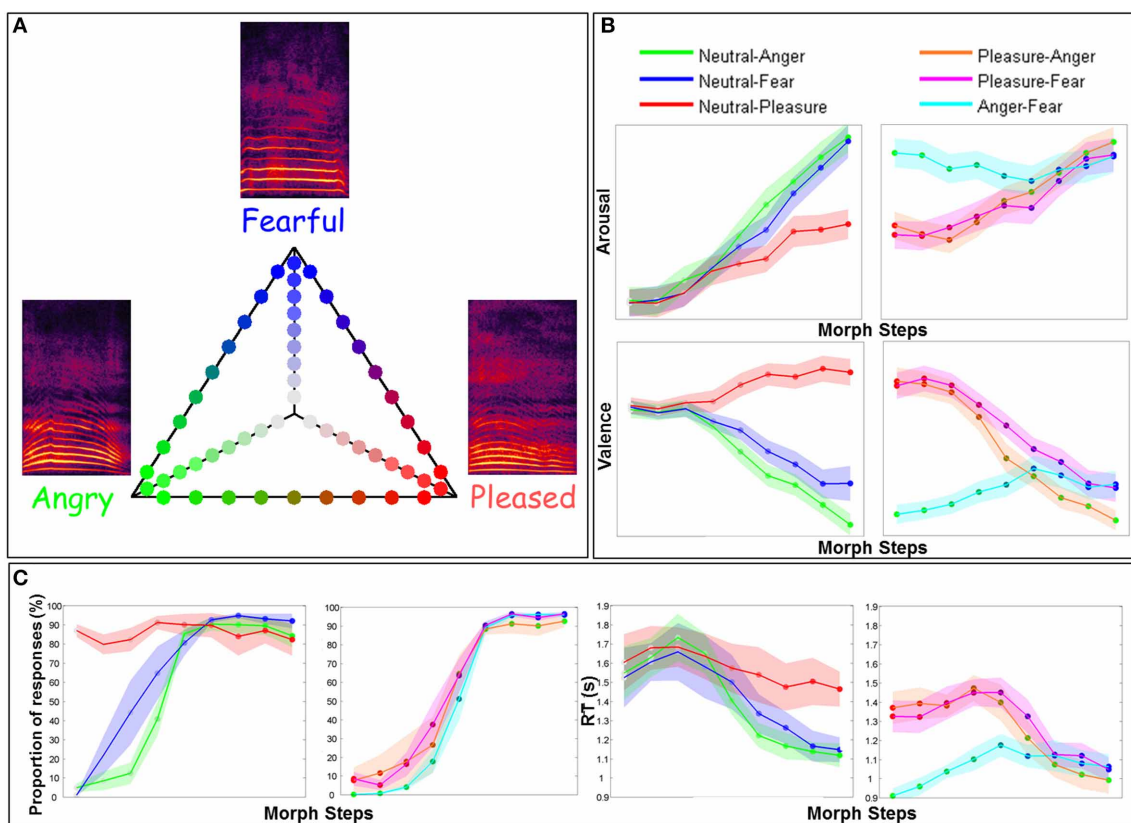 A
Fearful
Angry
Pleased
B
Neutral-Anger
Neutral-Fear
Neutral-Pleasure
Pleasure-Anger
Pleasure-Fear
Anger-Fear
Arousal
Morph Steps
Valence
Morph Steps
C
Proportion of responses (%)
100
90
80
70
60
50
40
30
20
10
0
100
90
80
70
60
50
40
30
20
10
0
Morph Steps
RT (s)
1.9
1.8
1.7
1.6
1.5
1.4
1.3
1.2
1.1
1
0.9
1.9
1.8
1.7
1.6
1.5
1.4
1.3
1.2
1.1
1
0.9
Morph Steps